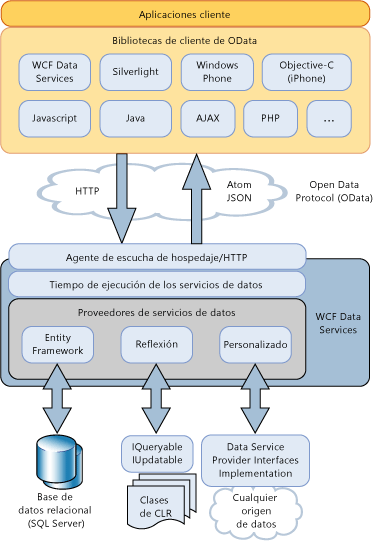 Aplicaciones cliente
Bibliotecas de cliente de OData
WCF Data
Services
Silverlight
Windows
Phone
Objective-C
(iPhone)
Javascript
Java
AJAX
PHP
...
HTTP
Atom
JSON
Open Data
Protocol (OData)
Agente de escucha de hospedaje/HTTP
Tiempo de ejecución de los servicios de datos
WCF Data
Services
Proveedores de servicios de datos
Entity
Framework
Reflexión
Personalizado
Base de
datos relacional
(SQL Server)
IQueryable
IUpdatable
Clases
de CLR
Data Service
Provider Interfaces
Implementation
Cualquier
origen
de datos